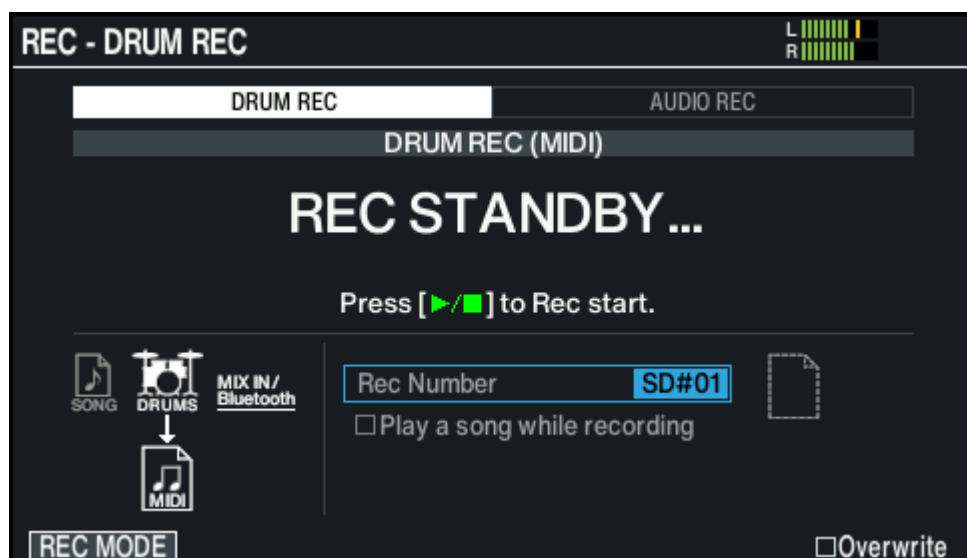 REC - DRUM REC
L
R
DRUM REC
AUDIO REC
DRUM REC (MIDI)
REC STANDBY...
Press [▶/■] to Rec start.
SONG
DRUMS
MIX IN /
Bluetooth
MIDI
Rec Number SD#01
☐Play a song while recording
REC MODE
☐Overwrite